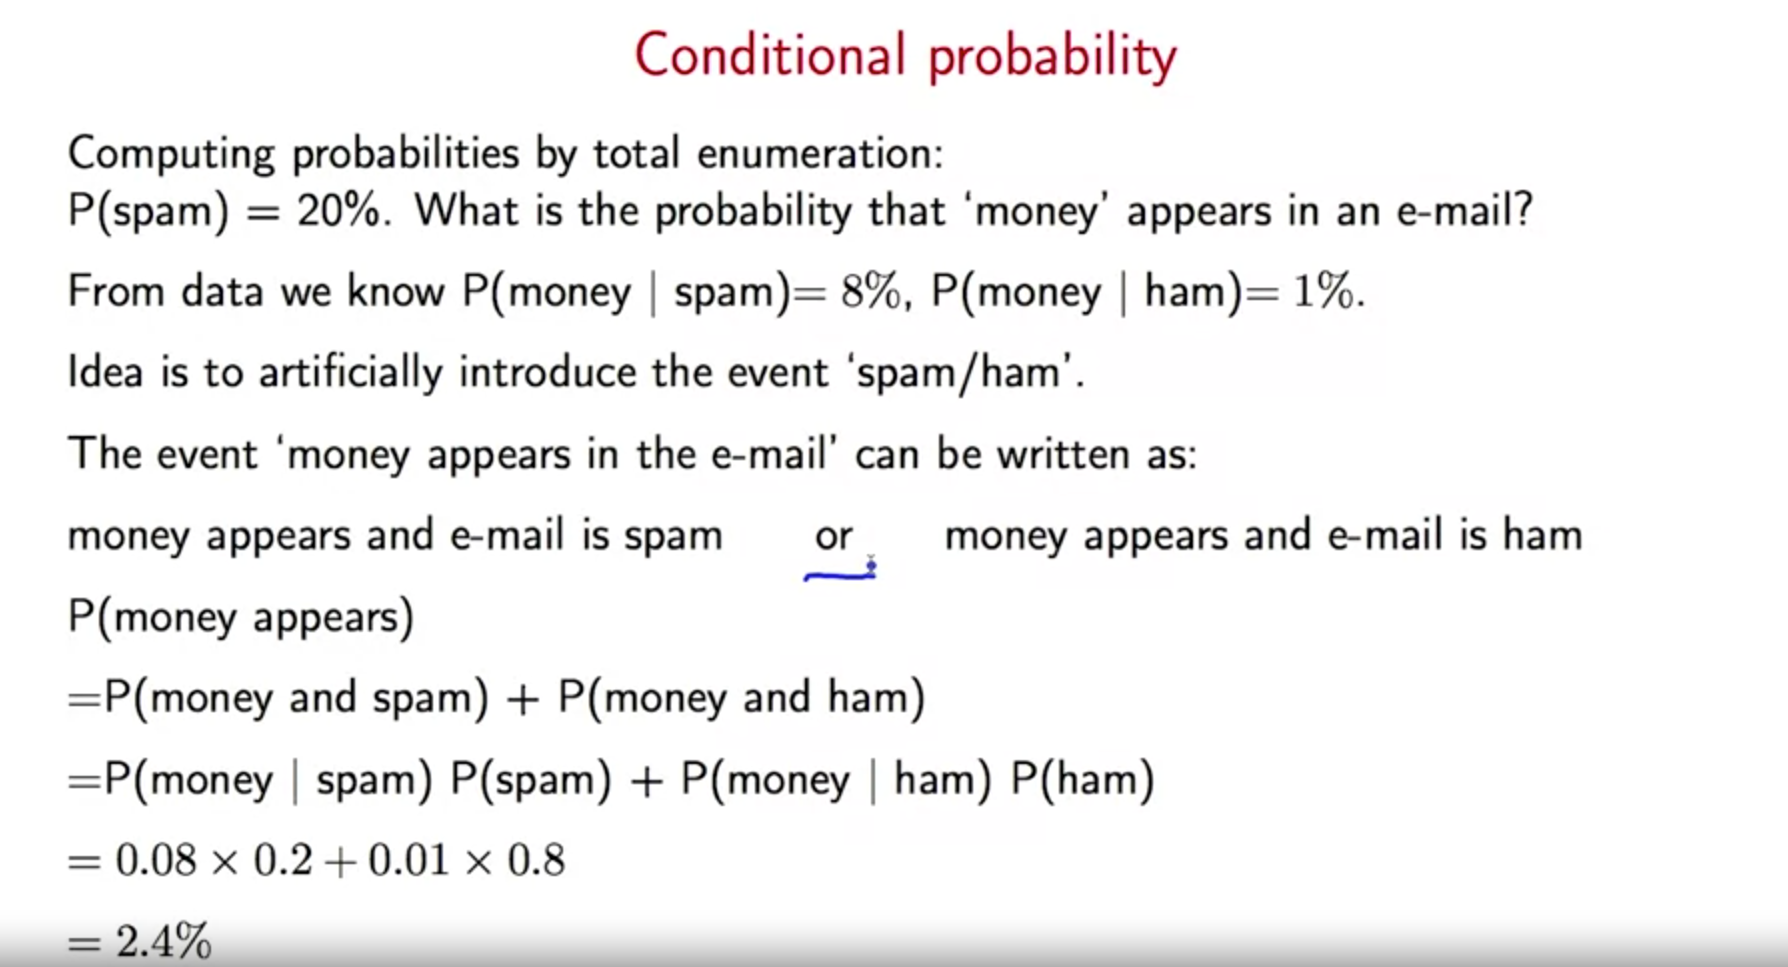 Conditional probability
Computing probabilities by total enumeration:
P(spam) = 20%. What is the probability that ‘money’ appears in an e-mail?
From data we know P(money | spam)= 8%, P(money | ham)= 1%.
Idea is to artificially introduce the event ‘spam/ham’.
The event ‘money appears in the e-mail’ can be written as:
money appears and e-mail is spam or money appears and e-mail is ham
P(money appears)
=P(money and spam) + P(money and ham)
=P(money | spam) P(spam) + P(money | ham) P(ham)
= 0.08 × 0.2 + 0.01 × 0.8
= 2.4%